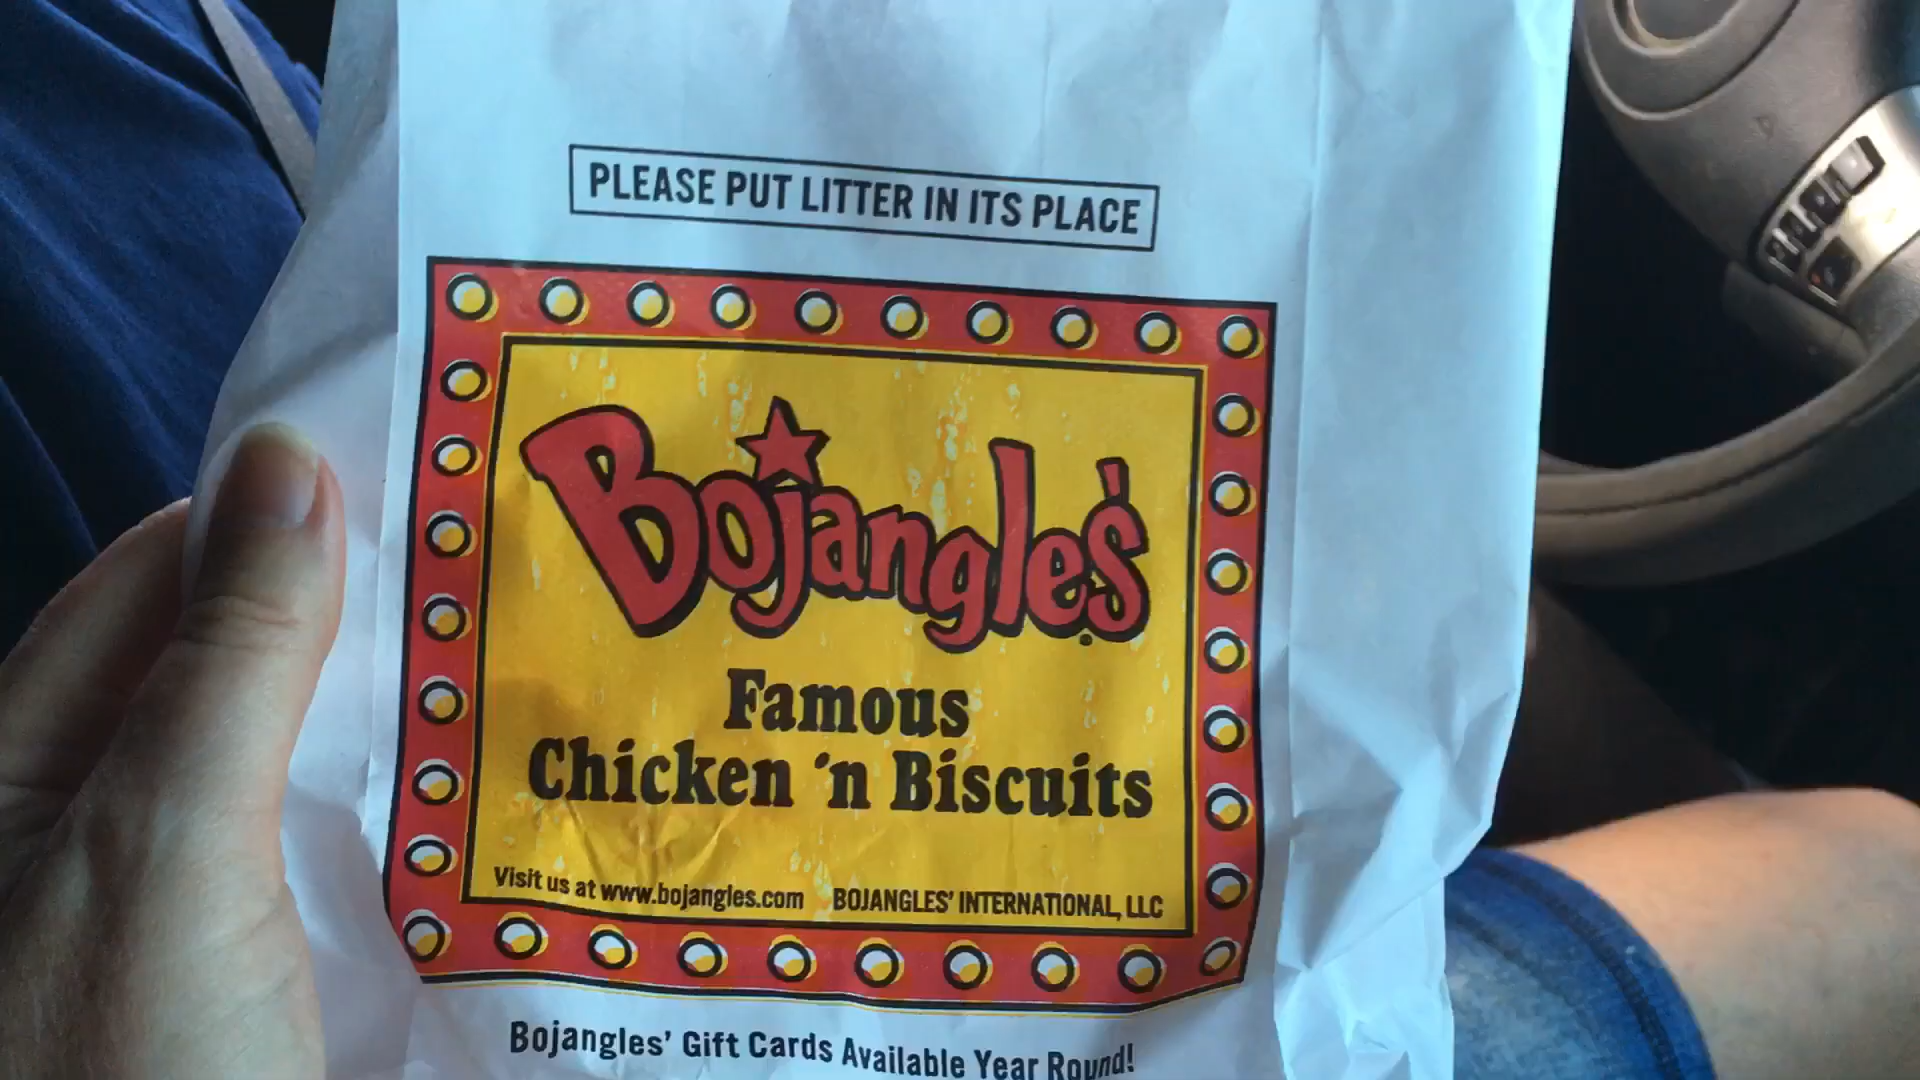 PLEASE PUT LITTER IN ITS PLACE
Bojangles'®
Famous
Chicken 'n Biscuits
Visit us at www.bojangles.com BOJANGLES' INTERNATIONAL, LLC
Bojangles' Gift Cards Available Year Round!